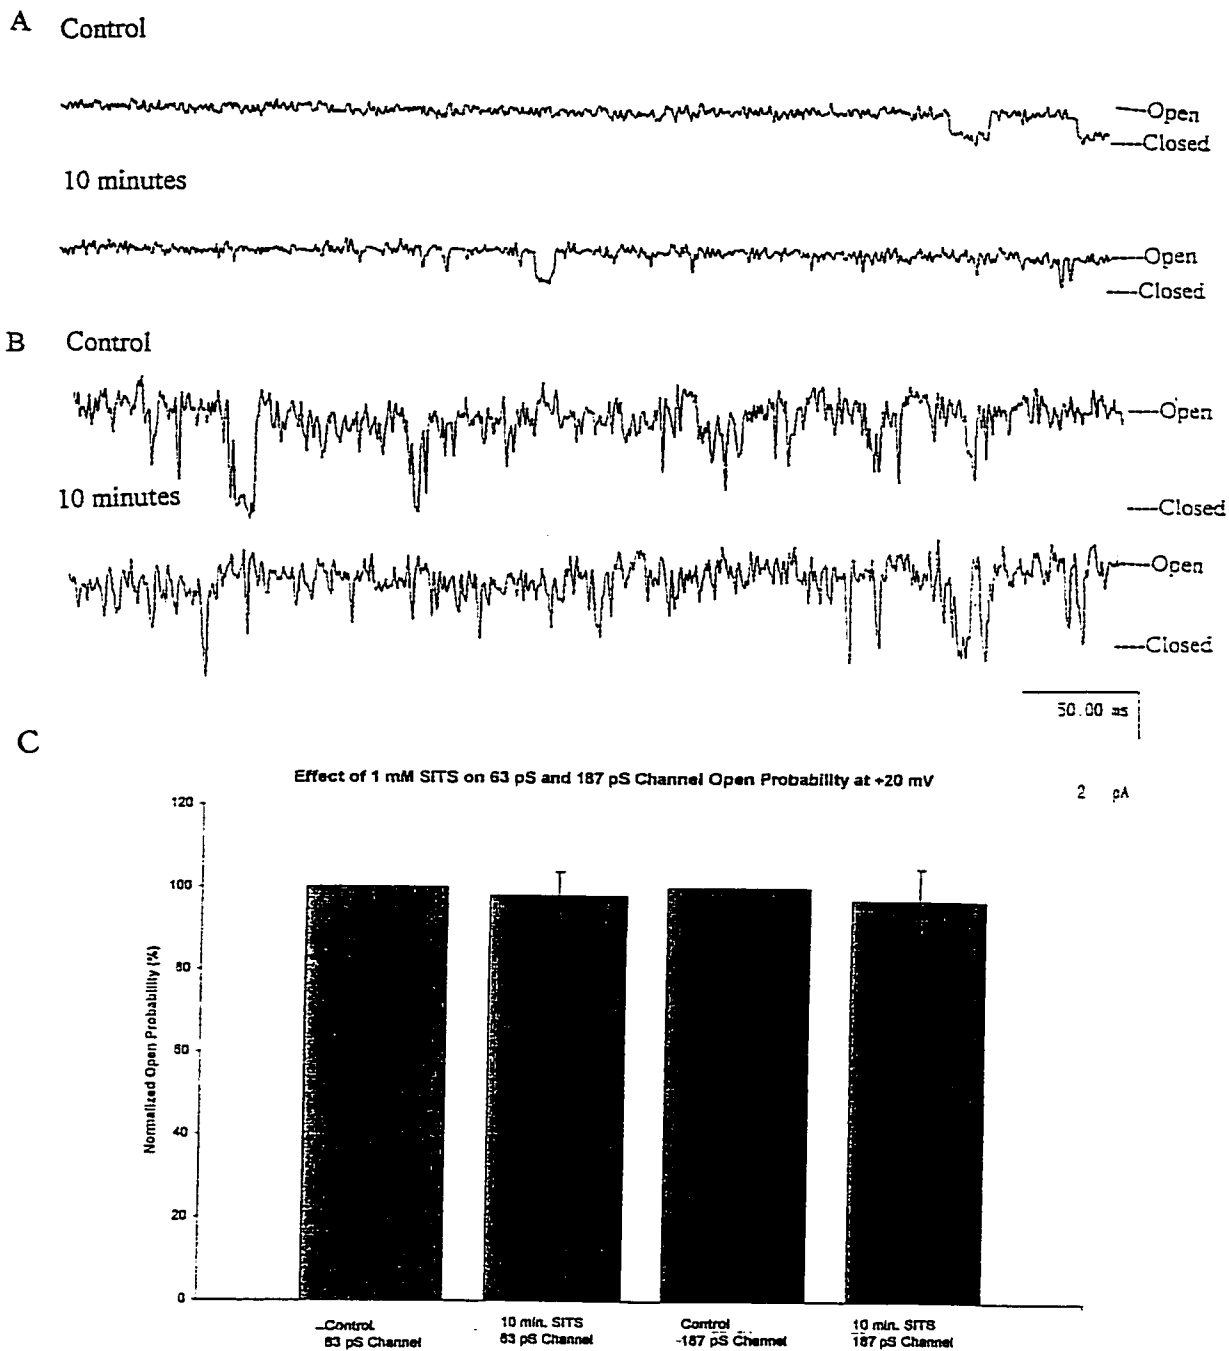 A Control
Open
Closed
10 minutes
Open
Closed
B Control
Open
10 minutes
Closed
Open
Closed
50.00 ms
C
Effect of 1 mM SITS on 63 pS and 187 pS Channel Open Probability at +20 mV
2 pA
120
100
80
60
40
20
0
Normalized Open Probability (%)
Control
63 pS Channel
10 min. SITS
63 pS Channel
Control
187 pS Channel
10 min. SITS
187 pS Channel